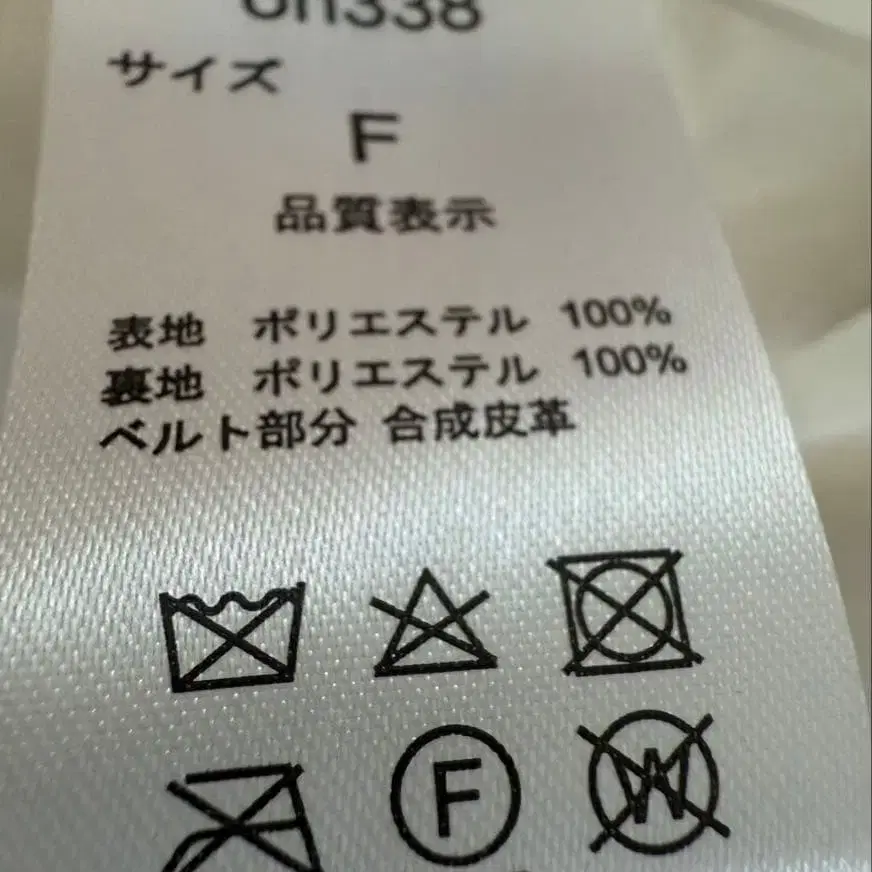 サイズ
F
品質表示
表地 ポリエステル 100%
裏地 ポリエステル 100%
ベルト部分 合成皮革
F
W